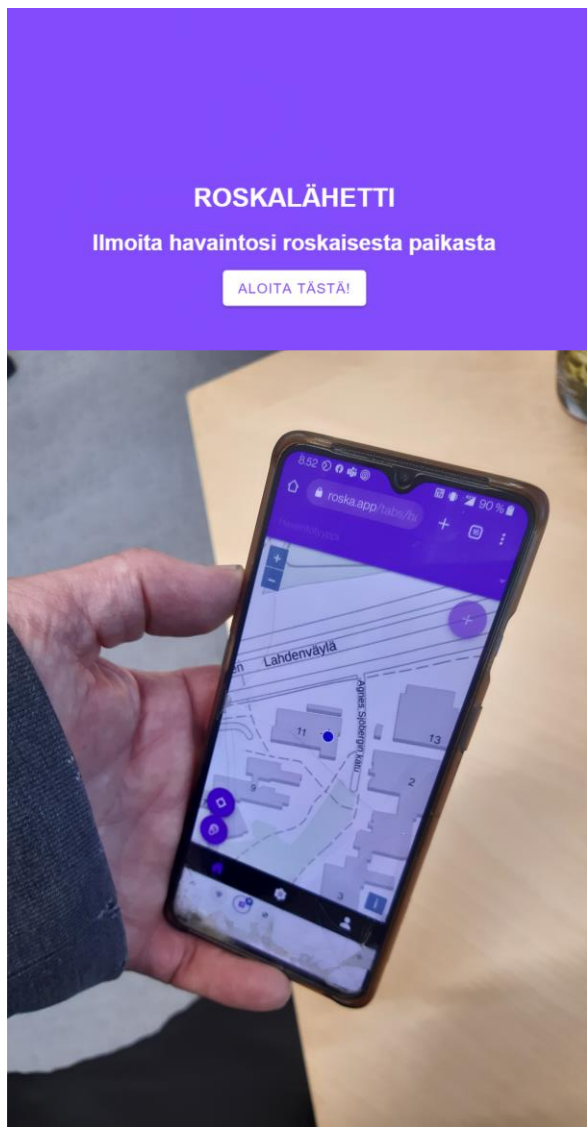 ROSKALÄHETTI
Ilmoita havaintosi roskaisesta paikasta
ALOITA TÄSTÄ!
8.52
90 %
roska.app/tabs/h
+
−
Lahdenväylä
Agnes Sjöbergin katu
11
13
9
2
3
i